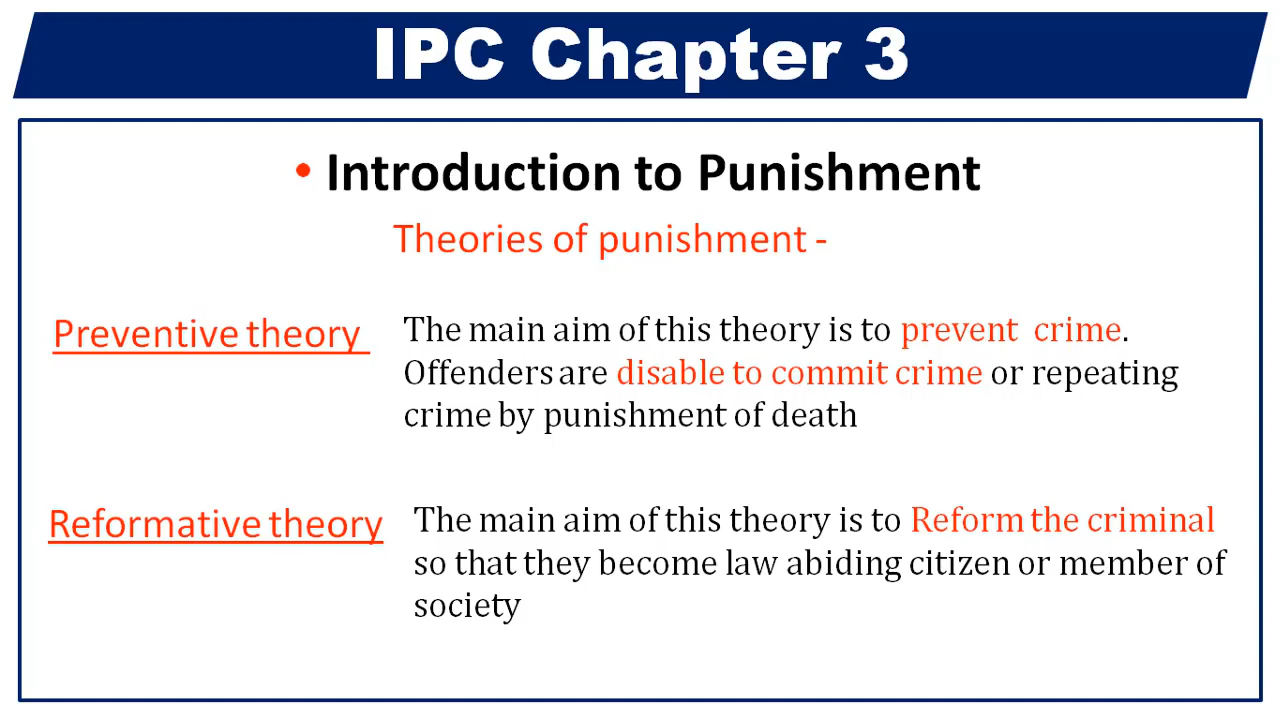 IPC Chapter 3
• Introduction to Punishment
Theories of punishment -
Preventive theory
The main aim of this theory is to prevent crime.
Offenders are disable to commit crime or repeating
crime by punishment of death
Reformative theory
The main aim of this theory is to Reform the criminal
so that they become law abiding citizen or member of
society